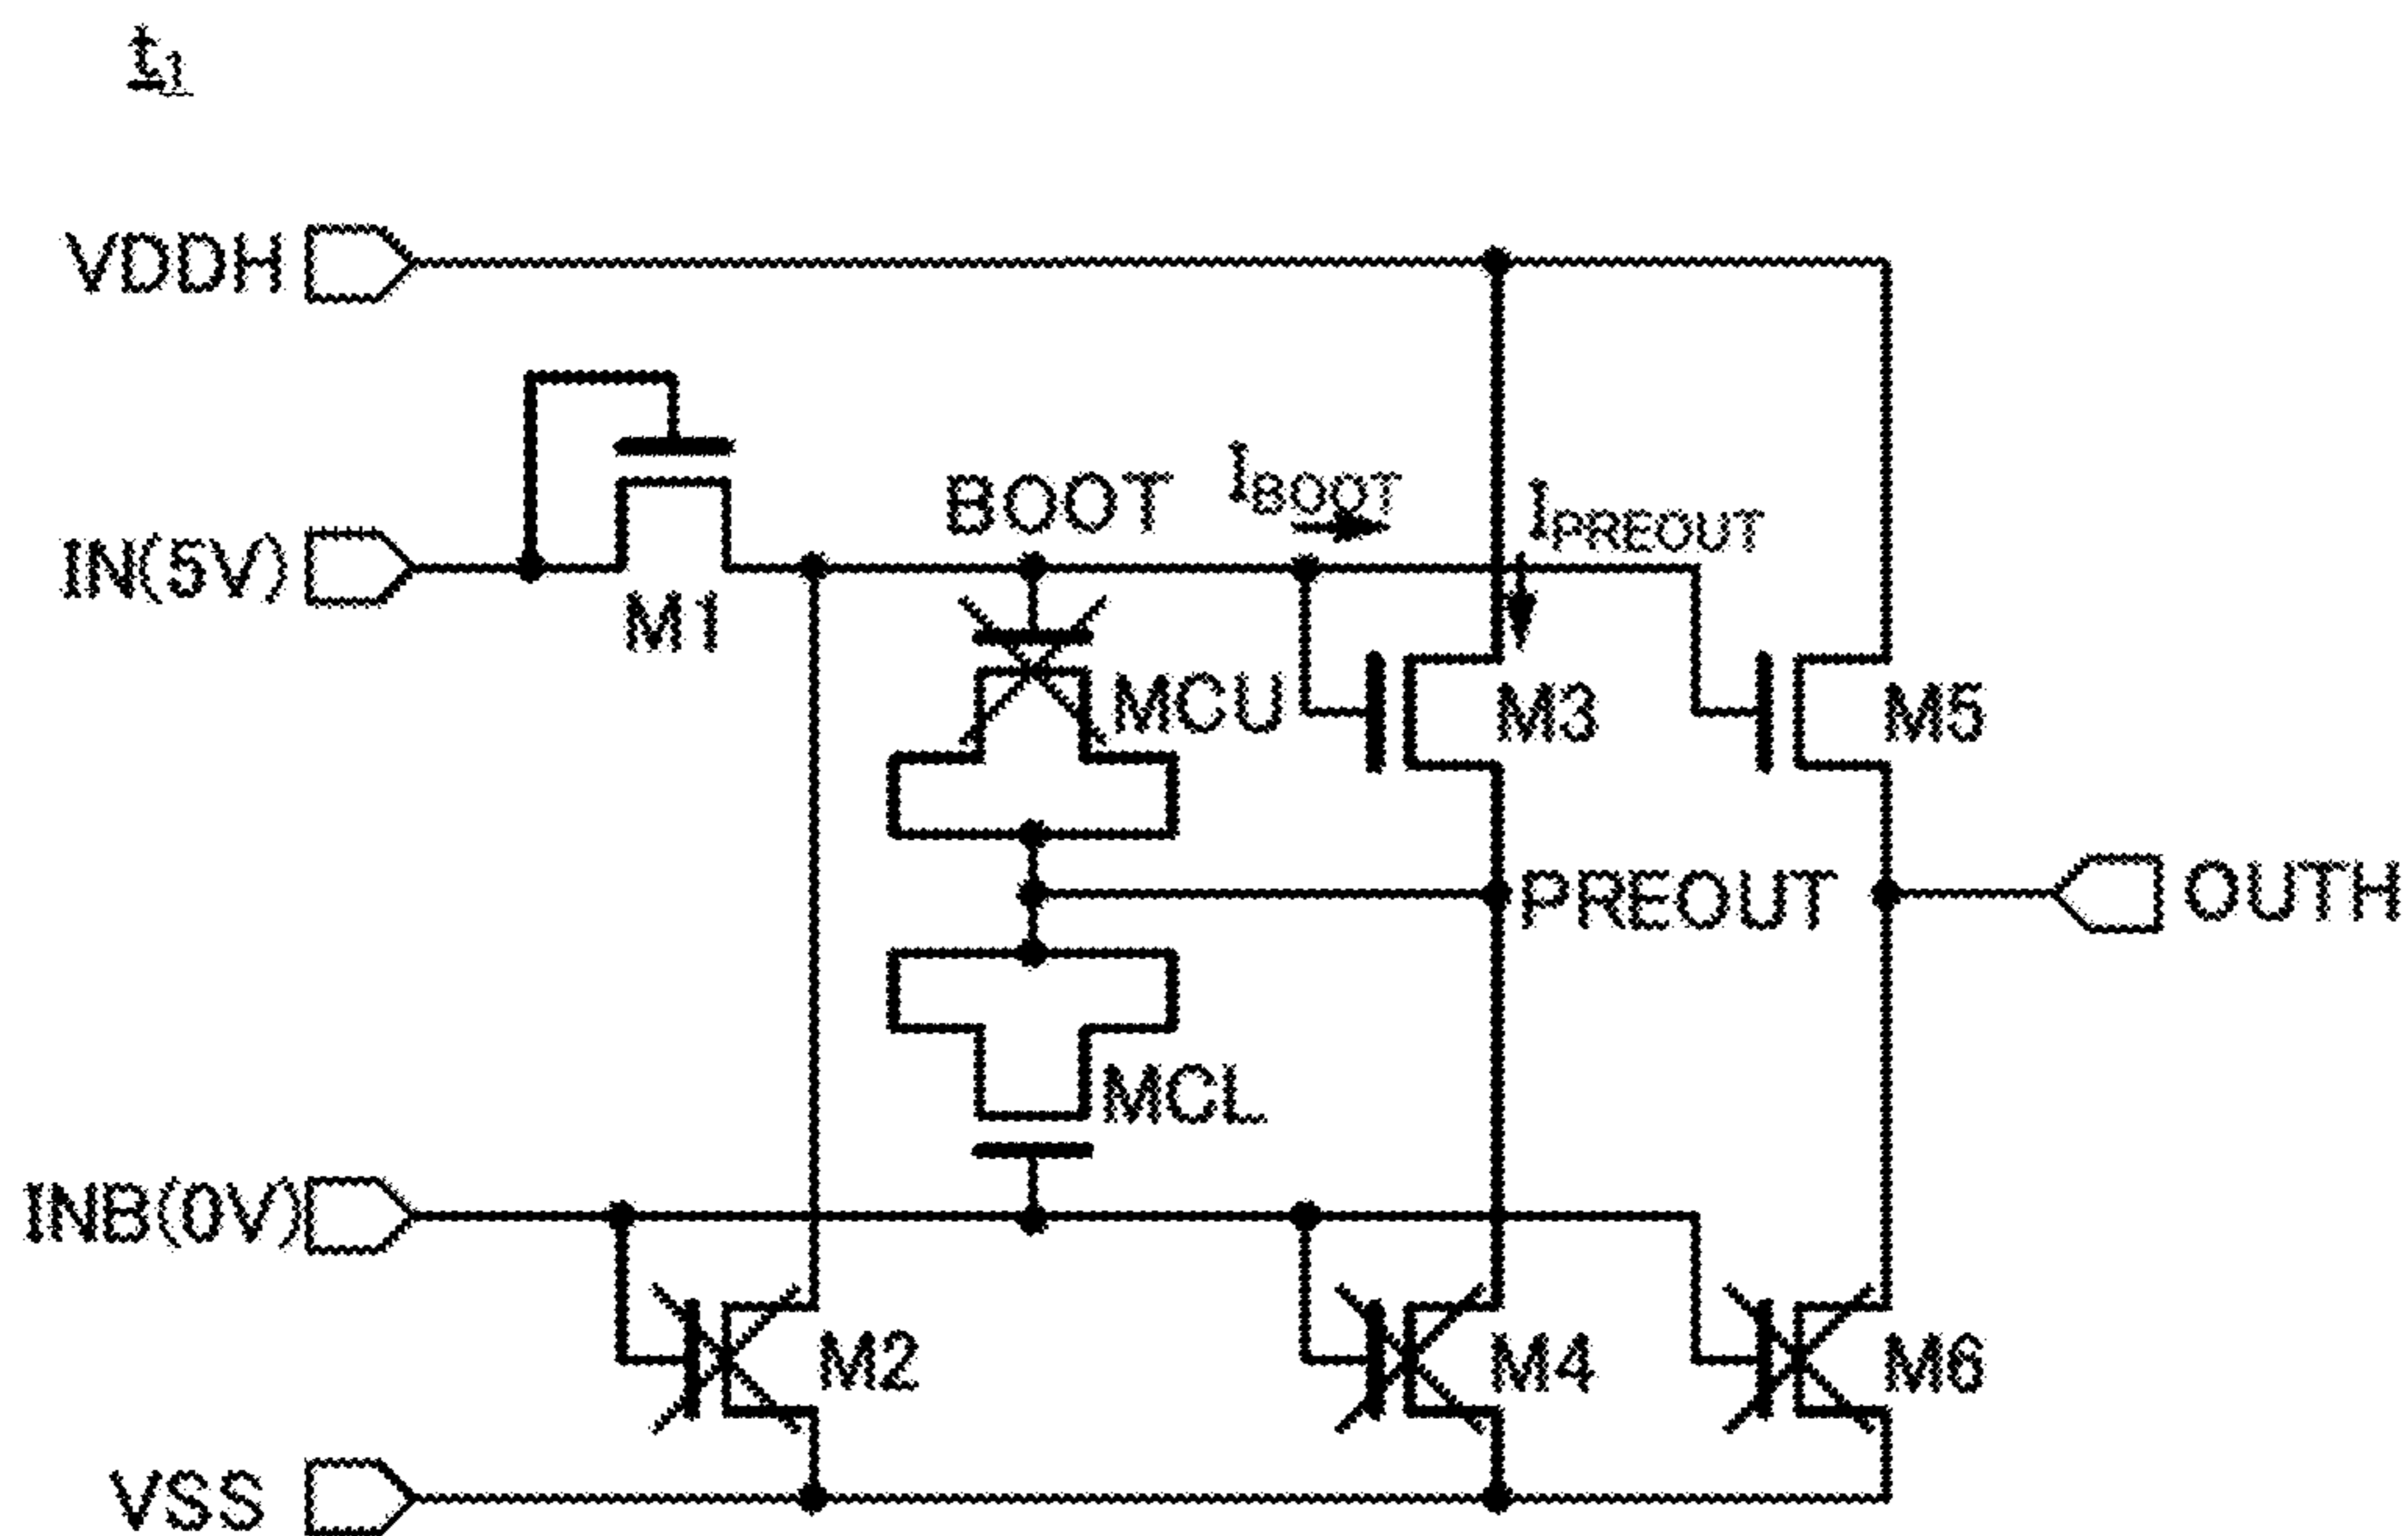 t1
VDDH
IN(5V)
M1
BOOT
IBOOT
IPREOUT
MCU
M3
M5
PREOUT
OUTH
MCL
INB(0V)
M2
M4
M6
VSS